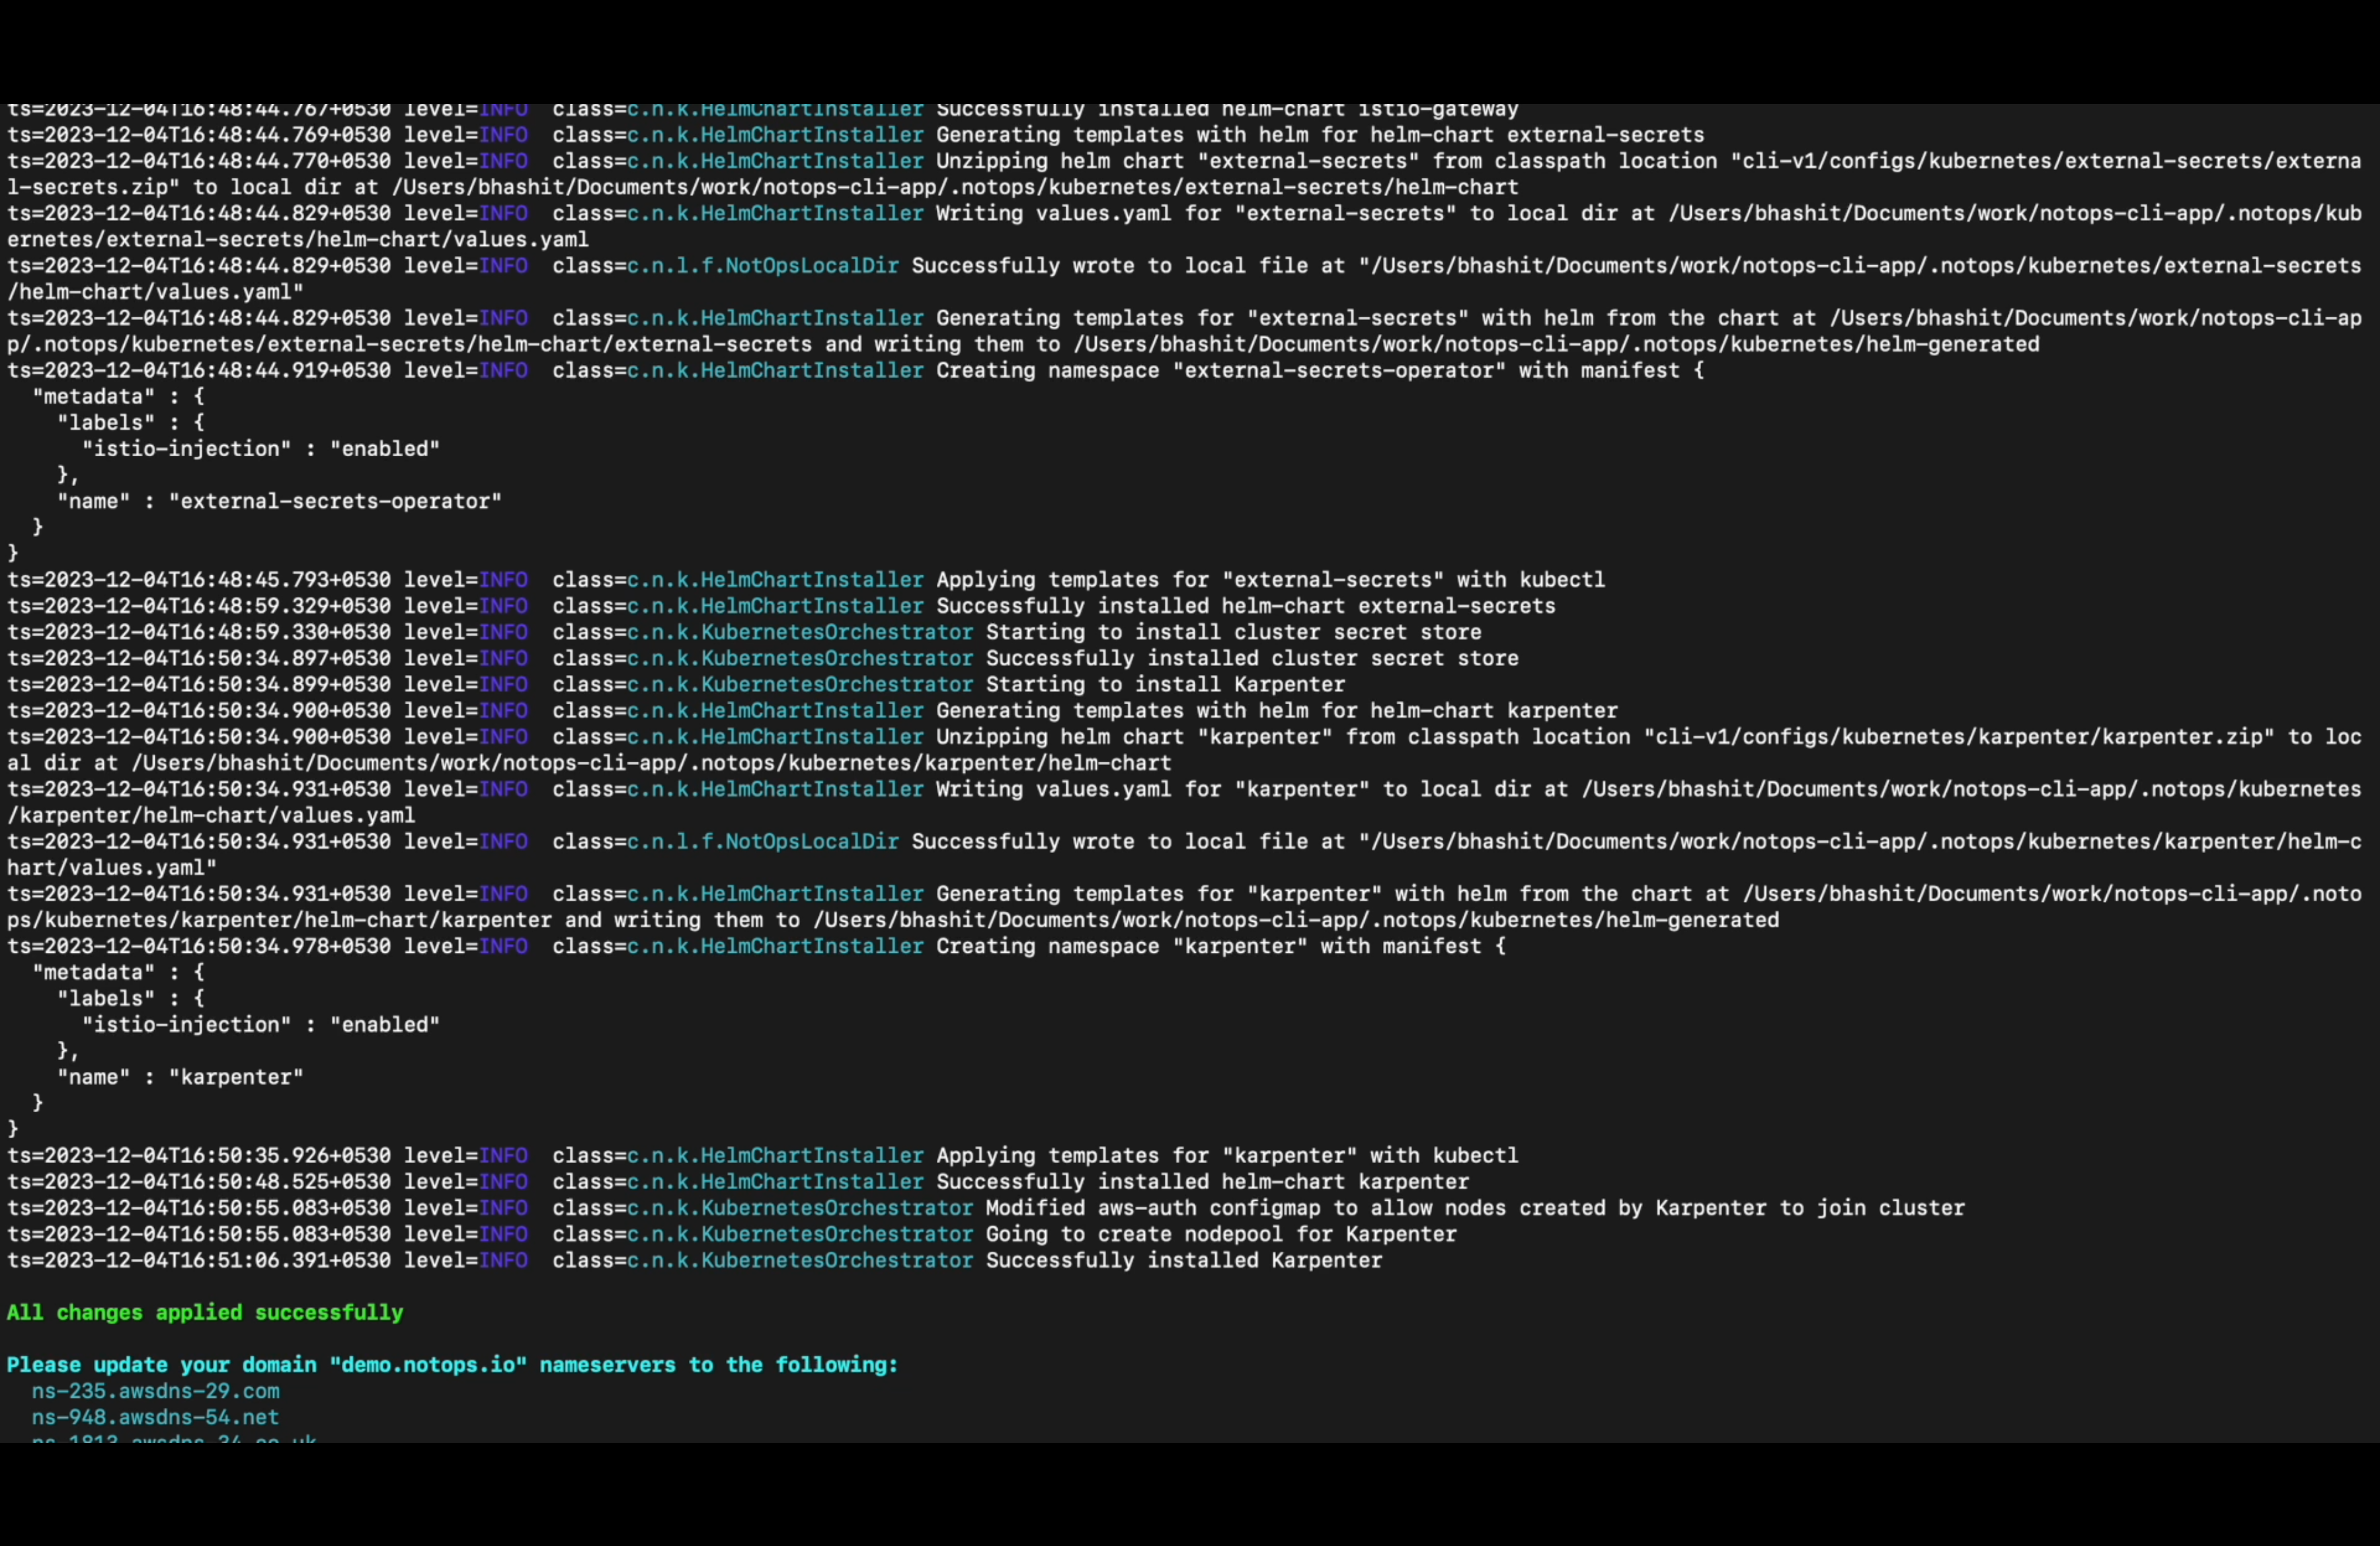 ts=2023-12-04T16:48:44.767+0530 level=INFO  class=c.n.k.HelmChartInstaller Successfully installed helm-chart istio-gateway
ts=2023-12-04T16:48:44.769+0530 level=INFO  class=c.n.k.HelmChartInstaller Generating templates with helm for helm-chart external-secrets
ts=2023-12-04T16:48:44.770+0530 level=INFO  class=c.n.k.HelmChartInstaller Unzipping helm chart "external-secrets" from classpath location "cli-v1/configs/kubernetes/external-secrets/externa
l-secrets.zip" to local dir at /Users/bhashit/Documents/work/notops-cli-app/.notops/kubernetes/external-secrets/helm-chart
ts=2023-12-04T16:48:44.829+0530 level=INFO  class=c.n.k.HelmChartInstaller Writing values.yaml for "external-secrets" to local dir at /Users/bhashit/Documents/work/notops-cli-app/.notops/kub
ernetes/external-secrets/helm-chart/values.yaml
ts=2023-12-04T16:48:44.829+0530 level=INFO  class=c.n.l.f.NotOpsLocalDir Successfully wrote to local file at "/Users/bhashit/Documents/work/notops-cli-app/.notops/kubernetes/external-secrets
/helm-chart/values.yaml"
ts=2023-12-04T16:48:44.829+0530 level=INFO  class=c.n.k.HelmChartInstaller Generating templates for "external-secrets" with helm from the chart at /Users/bhashit/Documents/work/notops-cli-ap
p/.notops/kubernetes/external-secrets/helm-chart/external-secrets and writing them to /Users/bhashit/Documents/work/notops-cli-app/.notops/kubernetes/helm-generated
ts=2023-12-04T16:48:44.919+0530 level=INFO  class=c.n.k.HelmChartInstaller Creating namespace "external-secrets-operator" with manifest {
  "metadata" : {
    "labels" : {
      "istio-injection" : "enabled"
    },
    "name" : "external-secrets-operator"
  }
}
ts=2023-12-04T16:48:45.793+0530 level=INFO  class=c.n.k.HelmChartInstaller Applying templates for "external-secrets" with kubectl
ts=2023-12-04T16:48:59.329+0530 level=INFO  class=c.n.k.HelmChartInstaller Successfully installed helm-chart external-secrets
ts=2023-12-04T16:48:59.330+0530 level=INFO  class=c.n.k.KubernetesOrchestrator Starting to install cluster secret store
ts=2023-12-04T16:50:34.897+0530 level=INFO  class=c.n.k.KubernetesOrchestrator Successfully installed cluster secret store
ts=2023-12-04T16:50:34.899+0530 level=INFO  class=c.n.k.KubernetesOrchestrator Starting to install Karpenter
ts=2023-12-04T16:50:34.900+0530 level=INFO  class=c.n.k.HelmChartInstaller Generating templates with helm for helm-chart karpenter
ts=2023-12-04T16:50:34.900+0530 level=INFO  class=c.n.k.HelmChartInstaller Unzipping helm chart "karpenter" from classpath location "cli-v1/configs/kubernetes/karpenter/karpenter.zip" to loc
al dir at /Users/bhashit/Documents/work/notops-cli-app/.notops/kubernetes/karpenter/helm-chart
ts=2023-12-04T16:50:34.931+0530 level=INFO  class=c.n.k.HelmChartInstaller Writing values.yaml for "karpenter" to local dir at /Users/bhashit/Documents/work/notops-cli-app/.notops/kubernetes
/karpenter/helm-chart/values.yaml
ts=2023-12-04T16:50:34.931+0530 level=INFO  class=c.n.l.f.NotOpsLocalDir Successfully wrote to local file at "/Users/bhashit/Documents/work/notops-cli-app/.notops/kubernetes/karpenter/helm-c
hart/values.yaml"
ts=2023-12-04T16:50:34.931+0530 level=INFO  class=c.n.k.HelmChartInstaller Generating templates for "karpenter" with helm from the chart at /Users/bhashit/Documents/work/notops-cli-app/.noto
ps/kubernetes/karpenter/helm-chart/karpenter and writing them to /Users/bhashit/Documents/work/notops-cli-app/.notops/kubernetes/helm-generated
ts=2023-12-04T16:50:34.978+0530 level=INFO  class=c.n.k.HelmChartInstaller Creating namespace "karpenter" with manifest {
  "metadata" : {
    "labels" : {
      "istio-injection" : "enabled"
    },
    "name" : "karpenter"
  }
}
ts=2023-12-04T16:50:35.926+0530 level=INFO  class=c.n.k.HelmChartInstaller Applying templates for "karpenter" with kubectl
ts=2023-12-04T16:50:48.525+0530 level=INFO  class=c.n.k.HelmChartInstaller Successfully installed helm-chart karpenter
ts=2023-12-04T16:50:55.083+0530 level=INFO  class=c.n.k.KubernetesOrchestrator Modified aws-auth configmap to allow nodes created by Karpenter to join cluster
ts=2023-12-04T16:50:55.083+0530 level=INFO  class=c.n.k.KubernetesOrchestrator Going to create nodepool for Karpenter
ts=2023-12-04T16:51:06.391+0530 level=INFO  class=c.n.k.KubernetesOrchestrator Successfully installed Karpenter
All changes applied successfully
Please update your domain "demo.notops.io" nameservers to the following:
  ns-235.awsdns-29.com
  ns-948.awsdns-54.net
  ns-1813.awsdns-34.co.uk